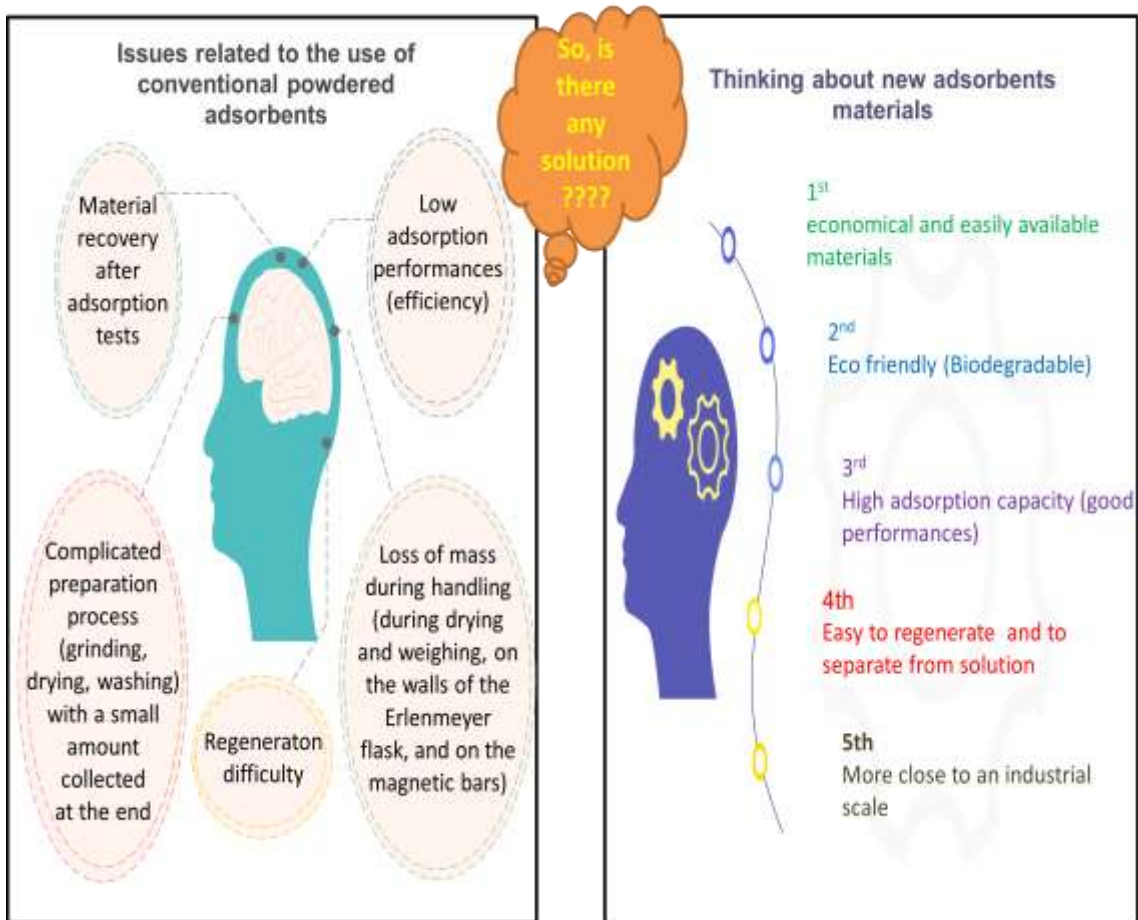 Issues related to the use of
conventional powdered
adsorbents
Material
recovery
after
adsorption
tests
Low
adsorption
performances
(efficiency)
Complicated
preparation
process
(grinding,
drying, washing)
with a small
amount
collected
at the end
Regeneraton
difficulty
Loss of mass
during handling
(during drying
and weighing, on
the walls of the
Erlenmeyer
flask, and on the
magnetic bars)
So, is
there
any
solution
????
Thinking about new adsorbents
materials
1st
economical and easily available
materials
2nd
Eco friendly (Biodegradable)
3rd
High adsorption capacity (good
performances)
4th
Easy to regenerate and to
separate from solution
5th
More close to an industrial
scale